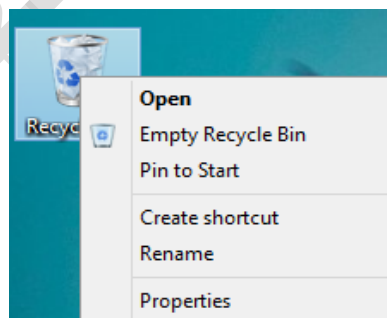 Open
Recyc
Empty Recycle Bin
Pin to Start
Create shortcut
Rename
Properties